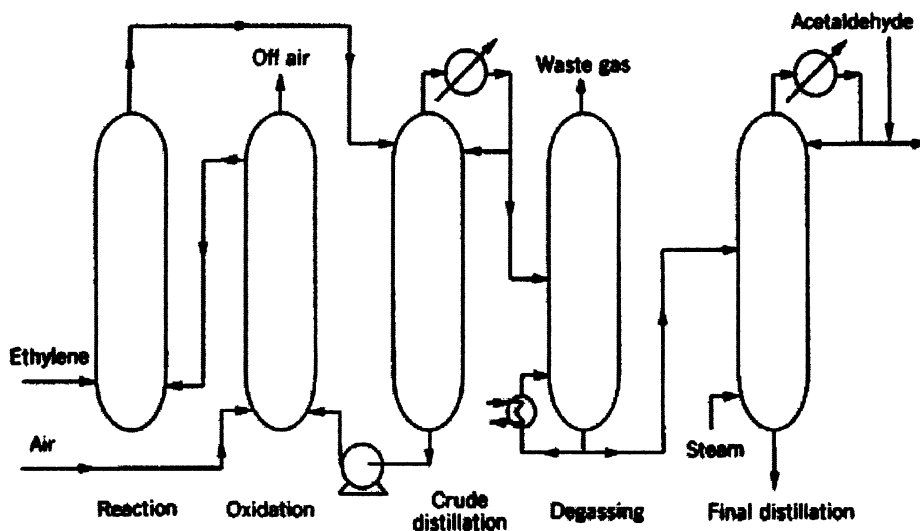 Acetaldehyde
Off air
Waste gas
Ethylene
Air
Steam
Reaction
Oxidation
Crude
distillation
Degassing
Final distillation